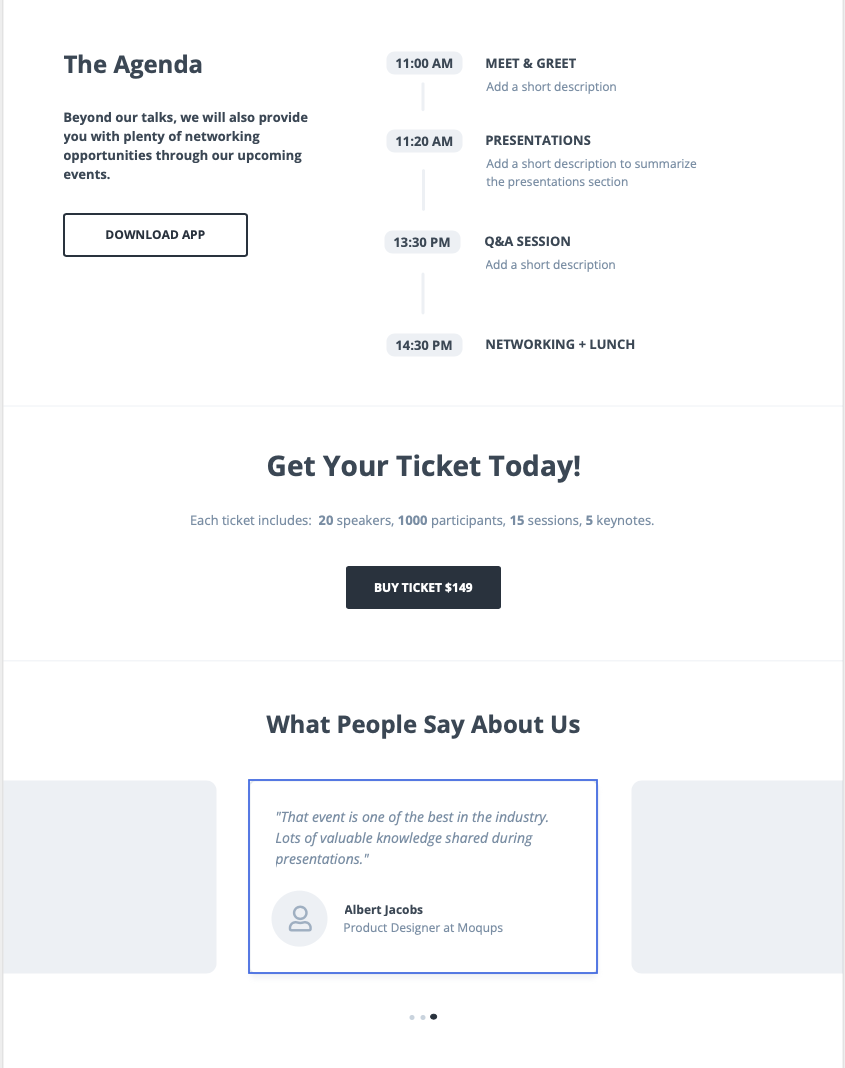 The Agenda
Beyond our talks, we will also provide
you with plenty of networking
opportunities through our upcoming
events.
DOWNLOAD APP
11:00 AM
MEET & GREET
Add a short description
11:20 AM
PRESENTATIONS
Add a short description to summarize
the presentations section
13:30 PM
Q&A SESSION
Add a short description
14:30 PM
NETWORKING + LUNCH
Get Your Ticket Today!
Each ticket includes:  20 speakers, 1000 participants, 15 sessions, 5 keynotes.
BUY TICKET $149
What People Say About Us
"That event is one of the best in the industry.
Lots of valuable knowledge shared during
presentations."
Albert Jacobs
Product Designer at Moqups